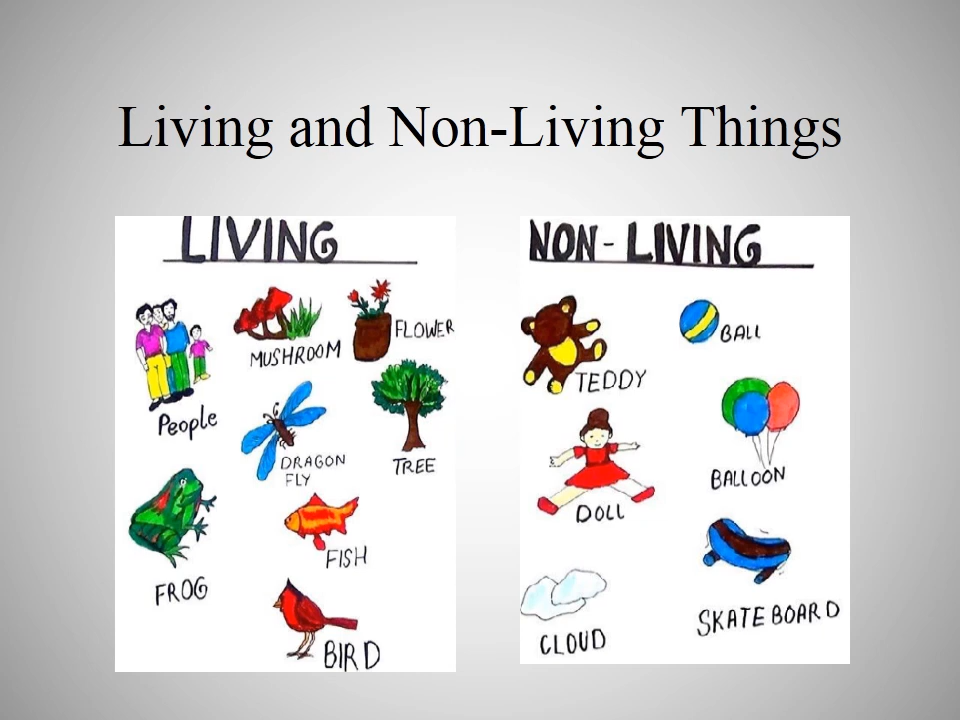 Living and Non-Living Things
LIVING
MUSHROOM
FLOWER
People
DRAGON
FLY
TREE
FROG
FISH
BIRD
NON-LIVING
TEDDY
BALL
DOLL
BALLOON
CLOUD
SKATE BOARD